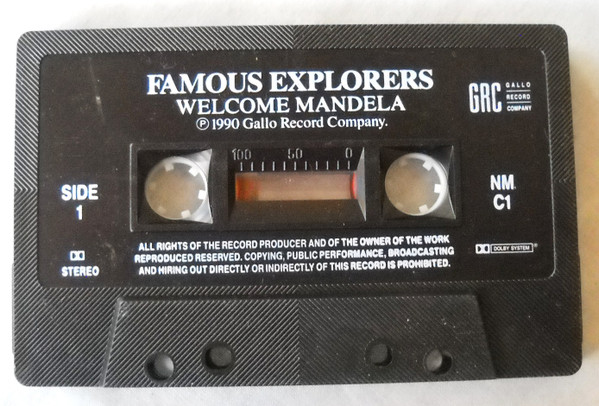 FAMOUS EXPLORERS
WELCOME MANDELA
Ⓟ 1990 Gallo Record Company.
GRC GALLO
RECORD
COMPANY
100 50 0
SIDE
1
NM
C1
STEREO
DOLBY SYSTEM®
ALL RIGHTS OF THE RECORD PRODUCER AND OF THE OWNER OF THE WORK
REPRODUCED RESERVED. COPYING, PUBLIC PERFORMANCE, BROADCASTING
AND HIRING OUT DIRECTLY OR INDIRECTLY OF THIS RECORD IS PROHIBITED.